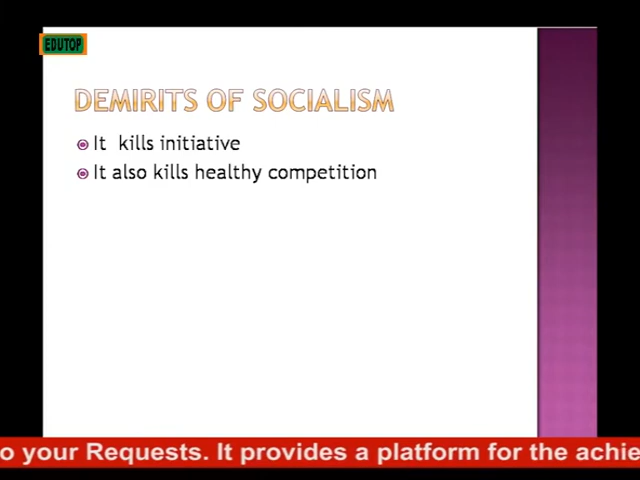 EDUTOP
DEMIRITS OF SOCIALISM
It kills initiative
It also kills healthy competition
o your Requests. It provides a platform for the achie